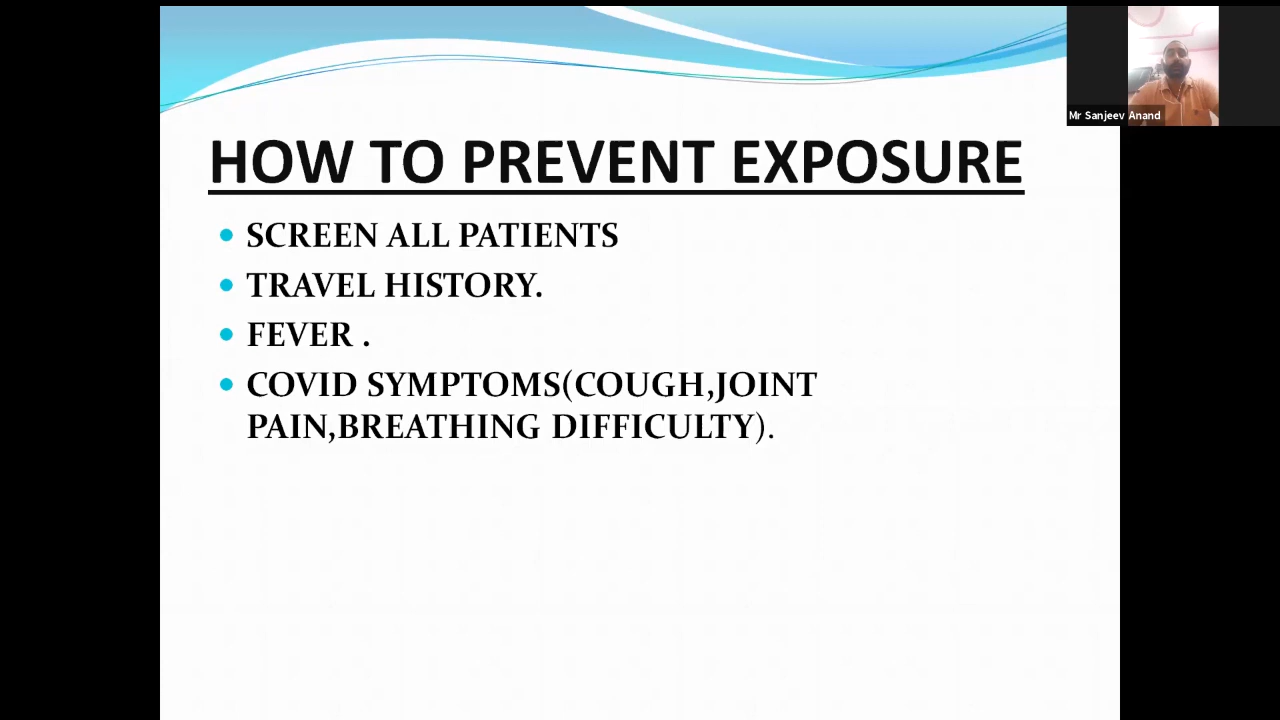 Mr Sanjeev Anand
HOW TO PREVENT EXPOSURE
SCREEN ALL PATIENTS
TRAVEL HISTORY.
FEVER .
COVID SYMPTOMS(COUGH,JOINT
PAIN,BREATHING DIFFICULTY).